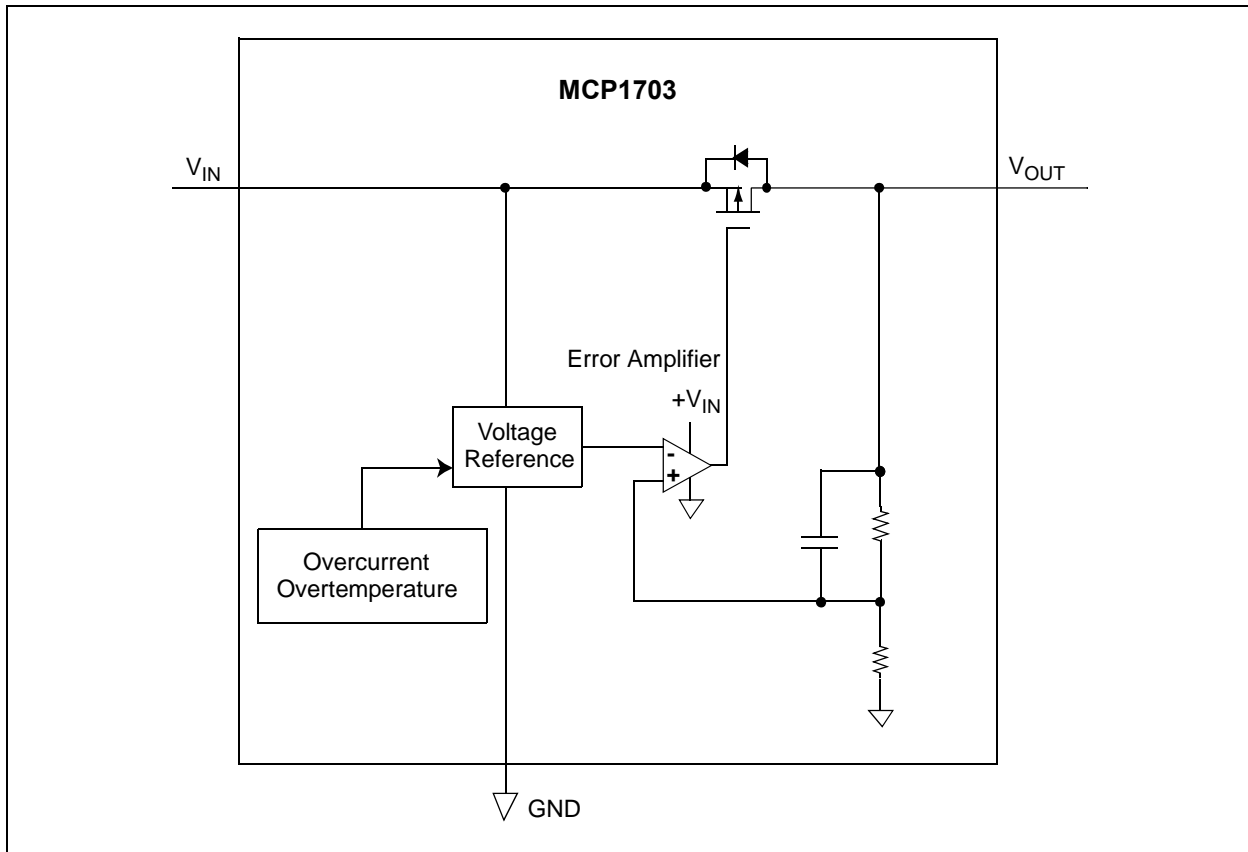 MCP1703
VIN
VOUT
Error Amplifier
+VIN
Voltage
Reference
-
+
Overcurrent
Overtemperature
GND